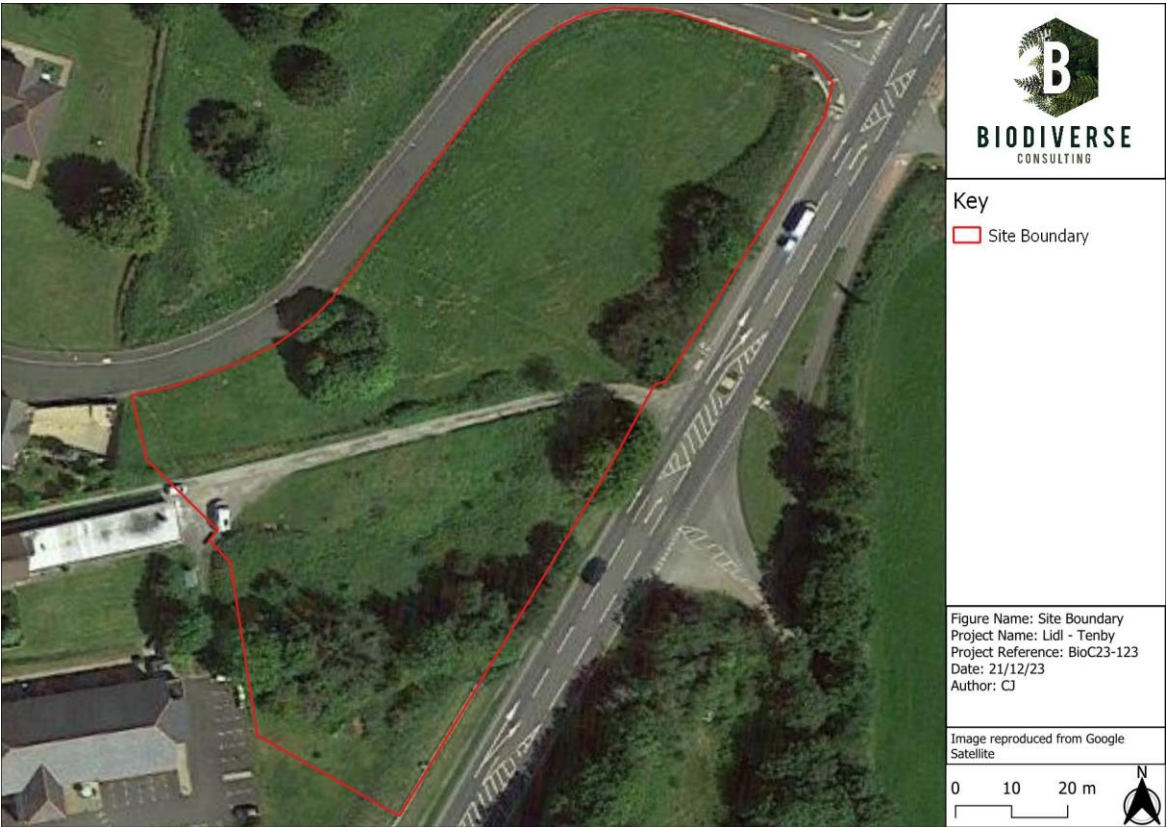 B
BIODIVERSE
CONSULTING
Key
Site Boundary
Figure Name: Site Boundary
Project Name: Lidl - Tenby
Project Reference: BioC23-123
Date: 21/12/23
Author: CJ
Image reproduced from Google
Satellite
0 10 20 m
N